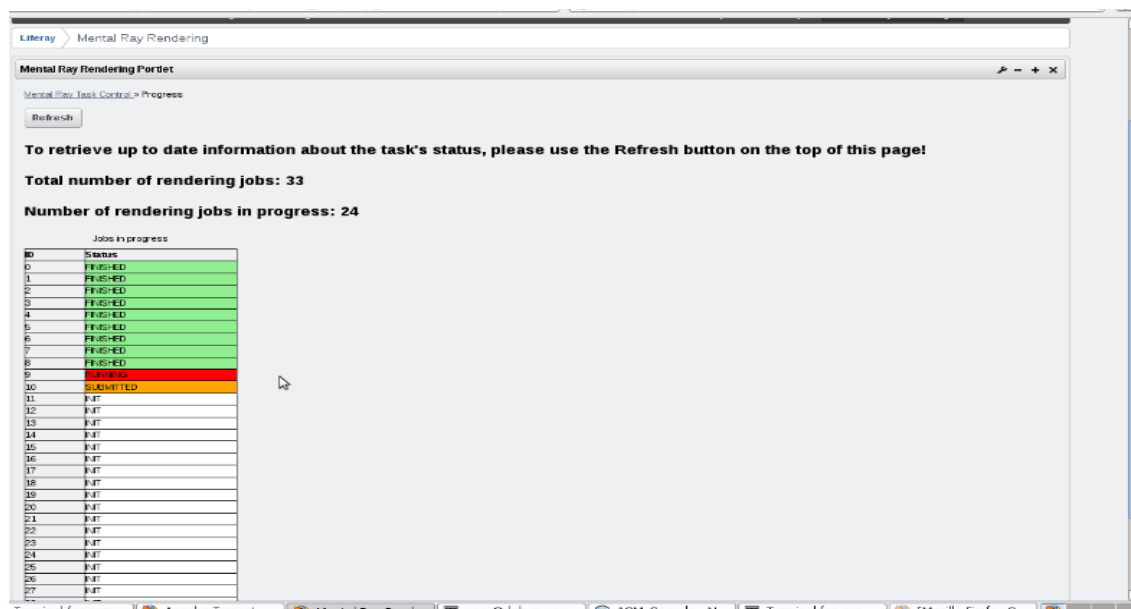 Liferay
Mental Ray Rendering
Mental Ray Rendering Portlet
Mental Ray Task Control > Progress
Refresh
To retrieve up to date information about the task's status, please use the Refresh button on the top of this page!
Total number of rendering jobs: 33
Number of rendering jobs in progress: 24
Jobs in progress
ID Status
0 FINISHED
1 FINISHED
2 FINISHED
3 FINISHED
4 FINISHED
5 FINISHED
6 FINISHED
7 FINISHED
8 FINISHED
9 RUNNING
10 SUBMITTED
11 INIT
12 INIT
13 INIT
14 INIT
15 INIT
16 INIT
17 INIT
18 INIT
19 INIT
20 INIT
21 INIT
22 INIT
23 INIT
24 INIT
25 INIT
26 INIT
27 INIT